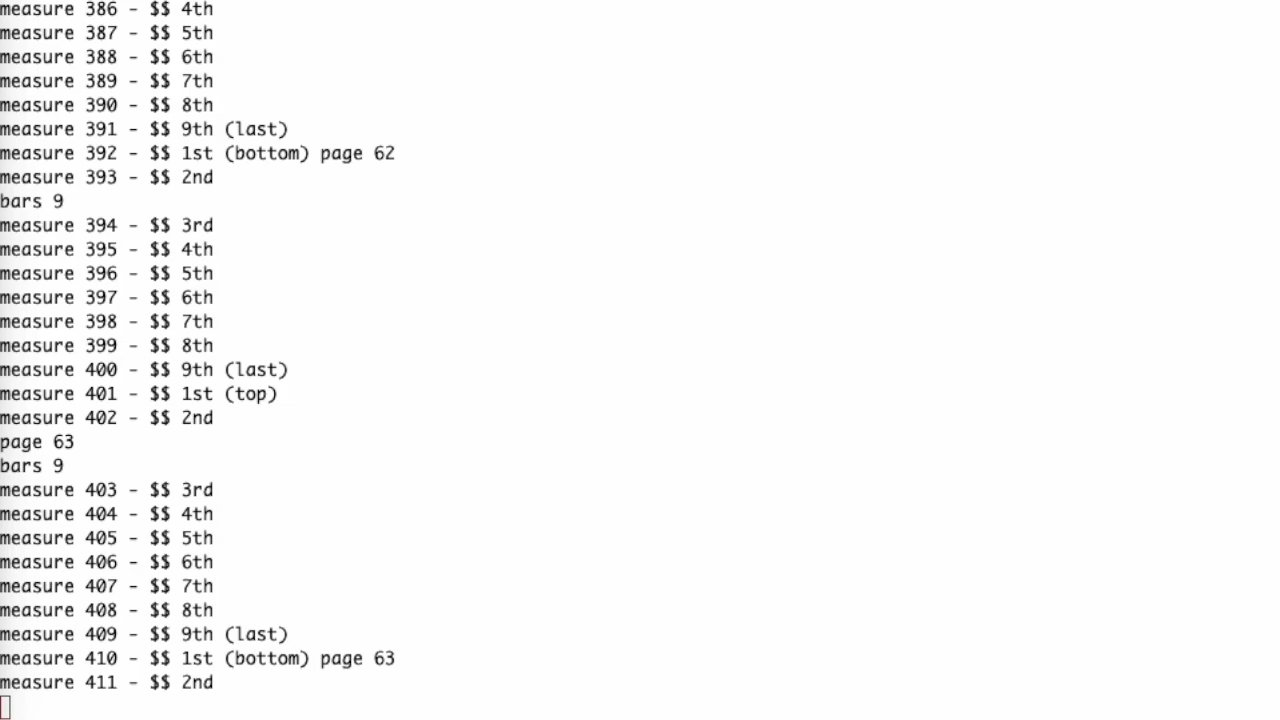 measure 386 - $$ 4th
measure 387 - $$ 5th
measure 388 - $$ 6th
measure 389 - $$ 7th
measure 390 - $$ 8th
measure 391 - $$ 9th (last)
measure 392 - $$ 1st (bottom) page 62
measure 393 - $$ 2nd
bars 9
measure 394 - $$ 3rd
measure 395 - $$ 4th
measure 396 - $$ 5th
measure 397 - $$ 6th
measure 398 - $$ 7th
measure 399 - $$ 8th
measure 400 - $$ 9th (last)
measure 401 - $$ 1st (top)
measure 402 - $$ 2nd
page 63
bars 9
measure 403 - $$ 3rd
measure 404 - $$ 4th
measure 405 - $$ 5th
measure 406 - $$ 6th
measure 407 - $$ 7th
measure 408 - $$ 8th
measure 409 - $$ 9th (last)
measure 410 - $$ 1st (bottom) page 63
measure 411 - $$ 2nd